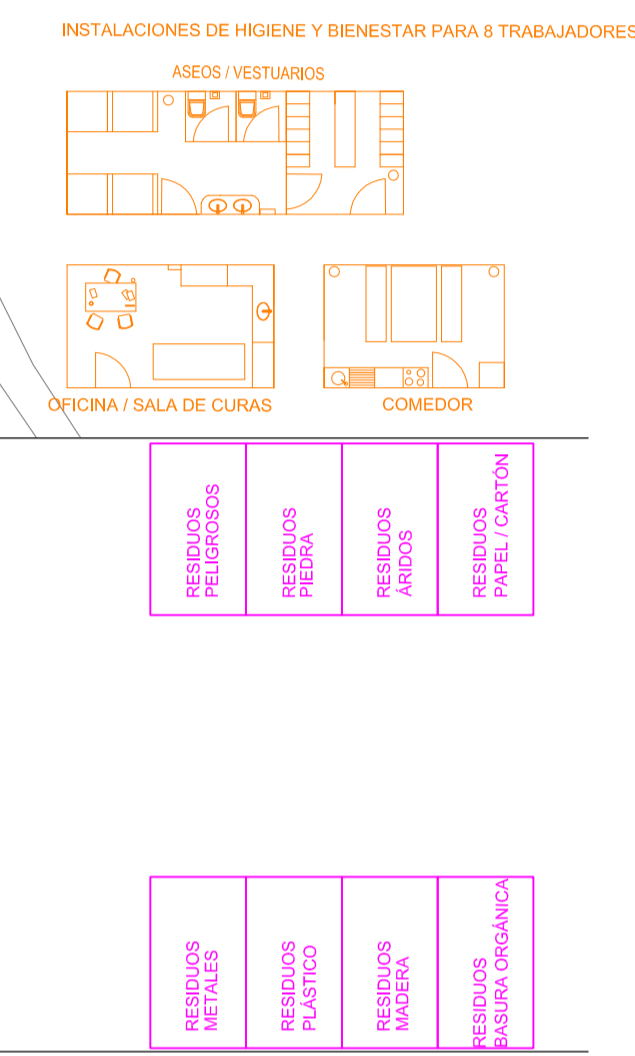 INSTALACIONES DE HIGIENE Y BIENESTAR PARA 8 TRABAJADORES
ASEOS / VESTUARIOS
OFICINA / SALA DE CURAS
COMEDOR
RESIDUOS
PELIGROSOS
RESIDUOS
PIEDRA
RESIDUOS
ÁRIDOS
RESIDUOS
PAPEL / CARTÓN
RESIDUOS
METALES
RESIDUOS
PLÁSTICO
RESIDUOS
MADERA
RESIDUOS
BASURA ORGÁNICA